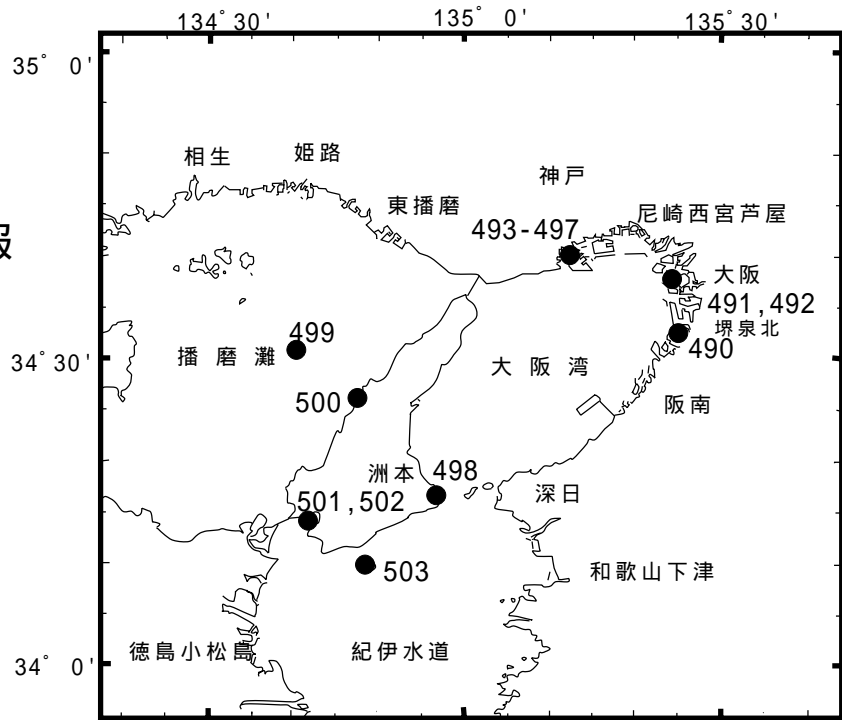 134° 30' 135° 0' 135° 30'
35° 0'
相生
姫路
神戸
東播磨
尼崎西宮芦屋
493-497
報
大阪
491,492
499
堺泉北
播磨灘
34° 30'
490
大阪湾
500
阪南
洲本
498
501,502
深日
503
和歌山下津
徳島小松島
紀伊水道
34° 0'